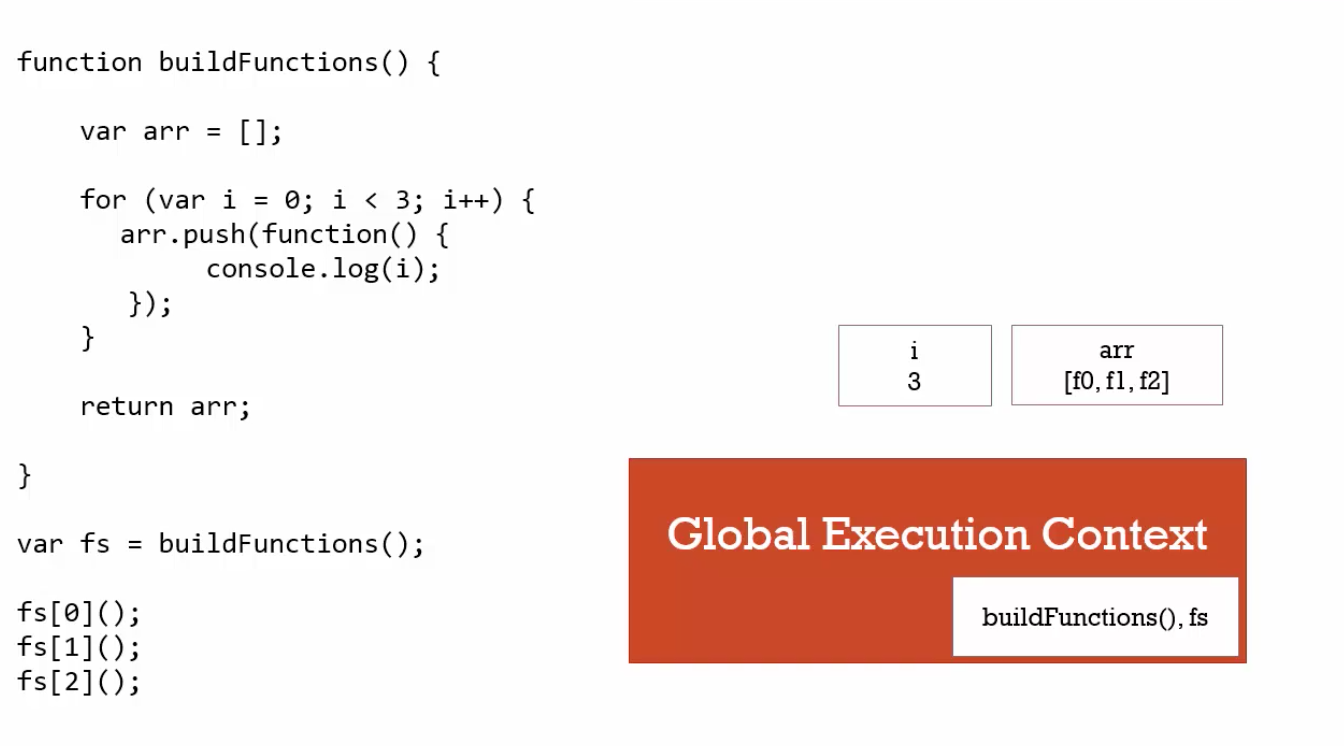 function buildFunctions() {
var arr = [];
for (var i = 0; i < 3; i++) {
arr.push(function() {
console.log(i);
});
}
return arr;
}
var fs = buildFunctions();
fs[0]();
fs[1]();
fs[2]();
i
3
arr
[f0, f1, f2]
Global Execution Context
buildFunctions(), fs